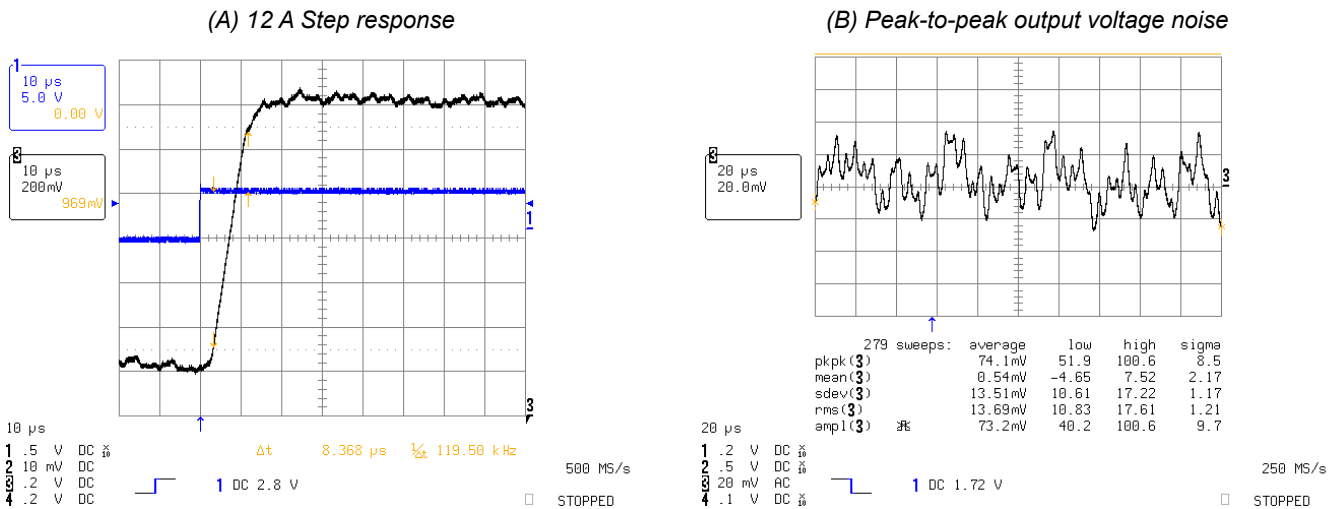 (A) 12 A Step response
(B) Peak-to-peak output voltage noise
1
10 µs
5.0 V
0.00 V
3
10 µs
200mV
969mV
1
3
10 µs
1 .5 V DC
2 10 mV DC
3 .2 V DC
4 .2 V DC
Δt 8.368 µs 1/Δt 119.50 kHz
1 DC 2.8 V
500 MS/s
STOPPED
3
20 µs
20.0mV
3
279 sweeps: average low high sigma
pkpk(3) 74.1mV 51.9 100.6 8.5
mean(3) 0.54mV -4.65 7.52 2.17
sdev(3) 13.51mV 10.61 17.22 1.17
rms(3) 13.69mV 10.83 17.61 1.21
ampl(3) 73.2mV 40.2 100.6 9.7
20 µs
1 .2 V DC x10
2 .5 V DC x10
3 20 mV AC
4 .1 V DC x10
1 DC 1.72 V
250 MS/s
STOPPED